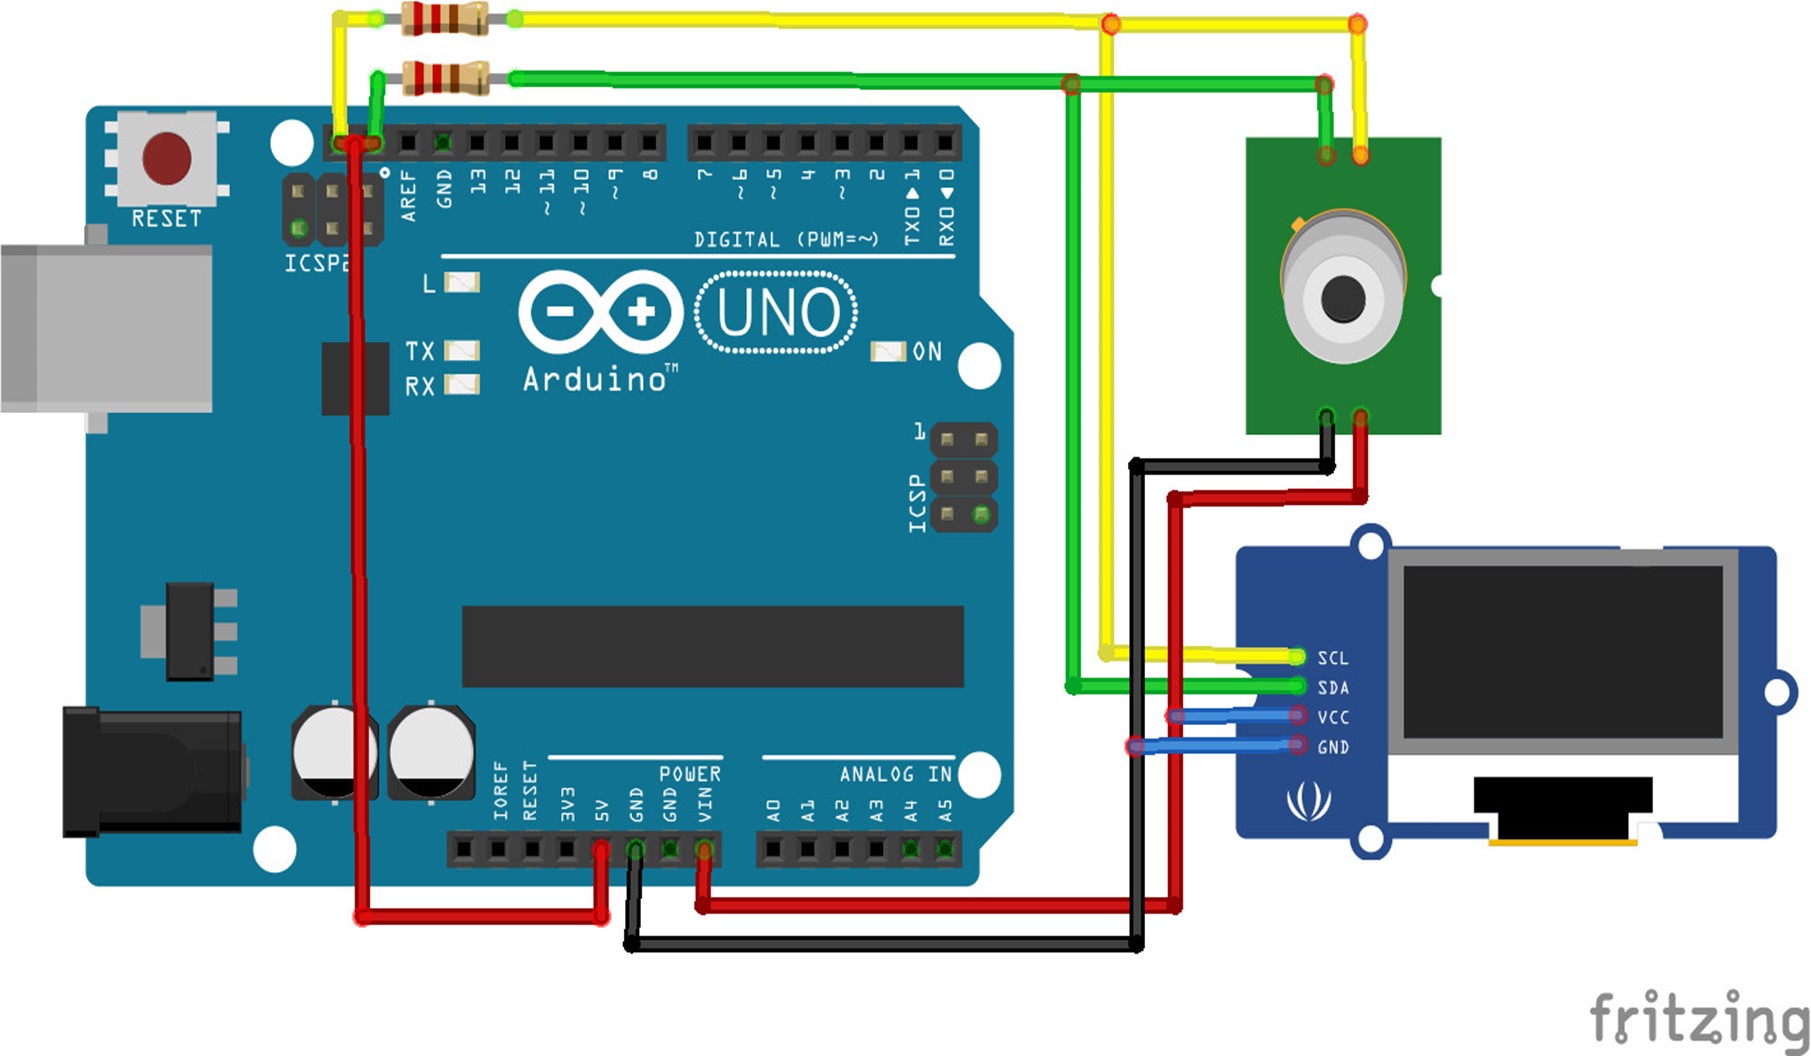 RESET
ICSP2
AREF
GND
13
12
~11
~10
~9
8
7
~6
~5
4
~3
2
TX0▶1
RX0◀0
DIGITAL (PWM=~)
L
TX
RX
UNO
Arduino™
ON
1
ICSP
SCL
SDA
VCC
GND
POWER
ANALOG IN
IOREF
RESET
3V3
5V
GND
GND
VIN
A0
A1
A2
A3
A4
A5
fritzing